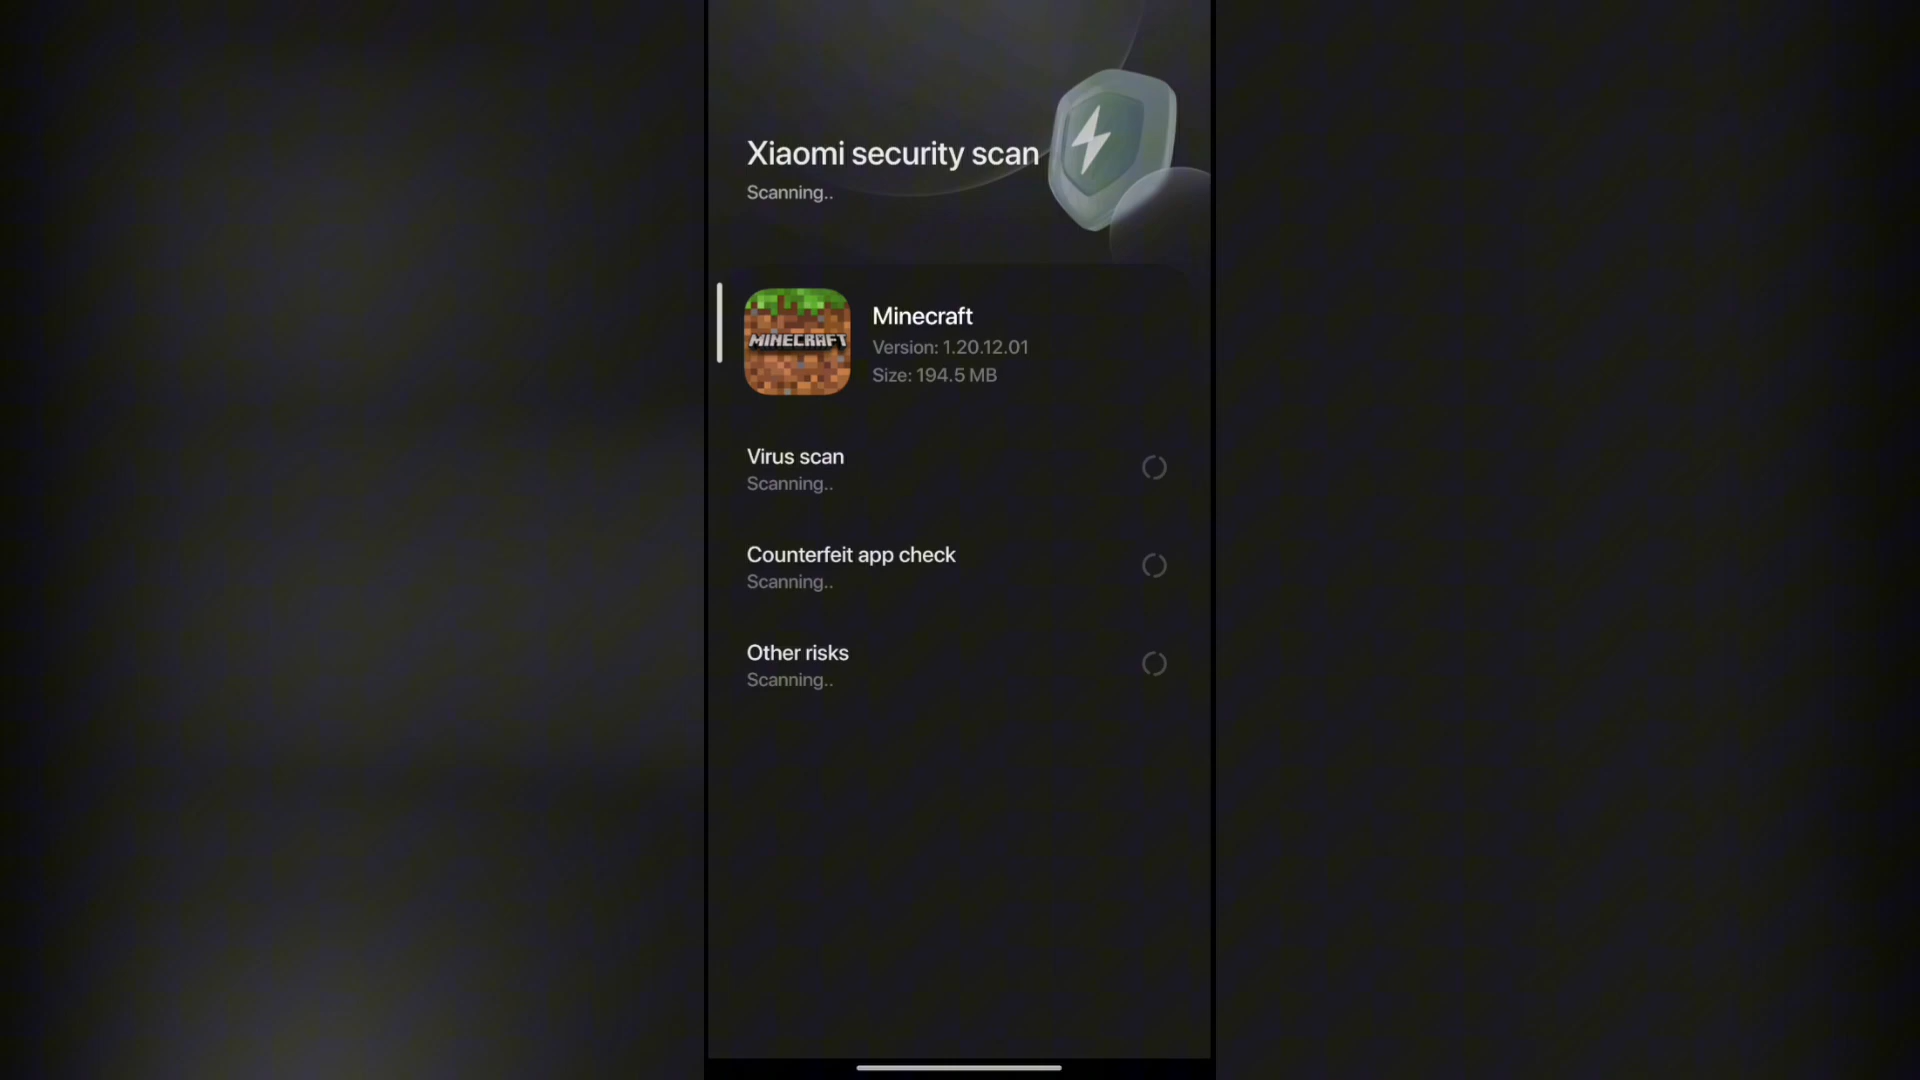 Xiaomi security scan
Scanning..
MINECRAFT
Minecraft
Version: 1.20.12.01
Size: 194.5 MB
Virus scan
Scanning..
Counterfeit app check
Scanning..
Other risks
Scanning..